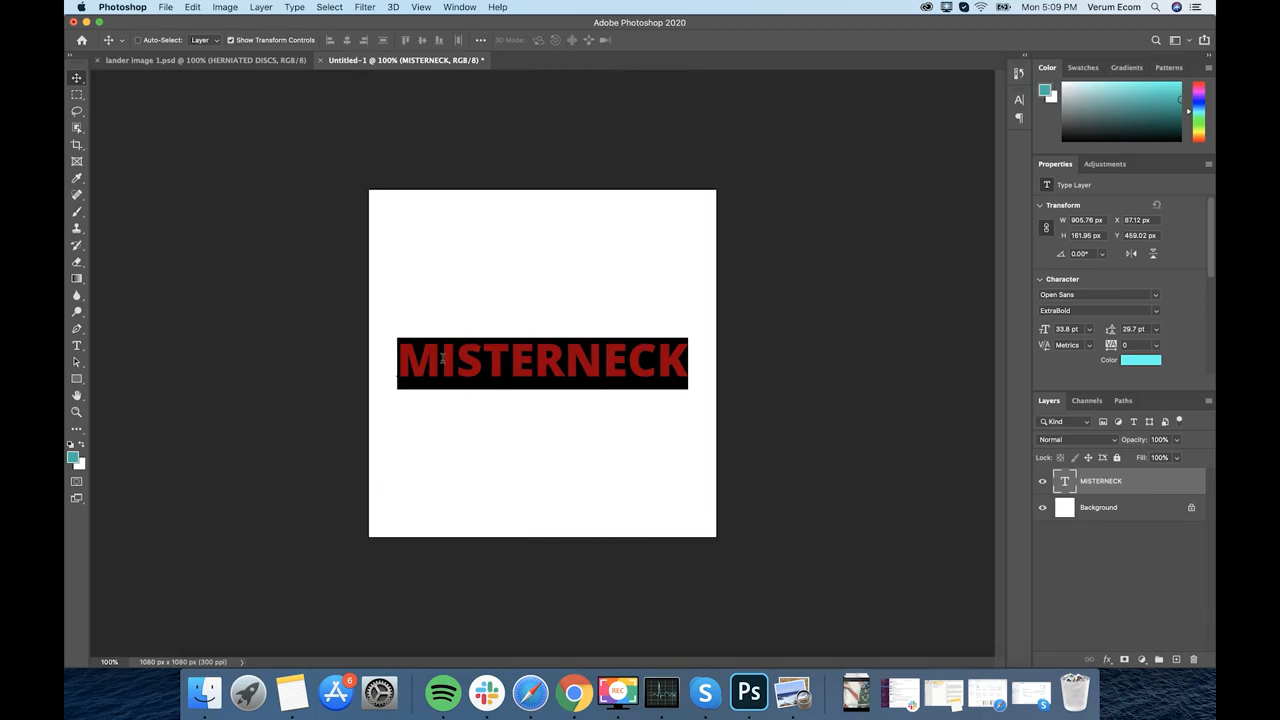 Photoshop File Edit Image Layer Type Select Filter 3D View Window Help Mon 5:09 PM Verum Ecom
Adobe Photoshop 2020
Auto-Select: Layer Show Transform Controls 3D Mode:
lander image 1.psd @ 100% (HERNIATED DISCS, RGB/8) Untitled-1 @ 100% (MISTERNECK, RGB/8) *
Color Swatches Gradients Patterns
Properties Adjustments
T Type Layer
Transform
W 905.76 px X 87.12 px
H 161.95 px Y 459.02 px
0.00°
Character
Open Sans
ExtraBold
33.8 pt 29.7 pt
Metrics 0
Color
MISTERNECK
Layers Channels Paths
Kind
Normal Opacity: 100%
Lock: Fill: 100%
T MISTERNECK
Background
100% 1080 px x 1080 px (300 ppi)
6
REC
Ps